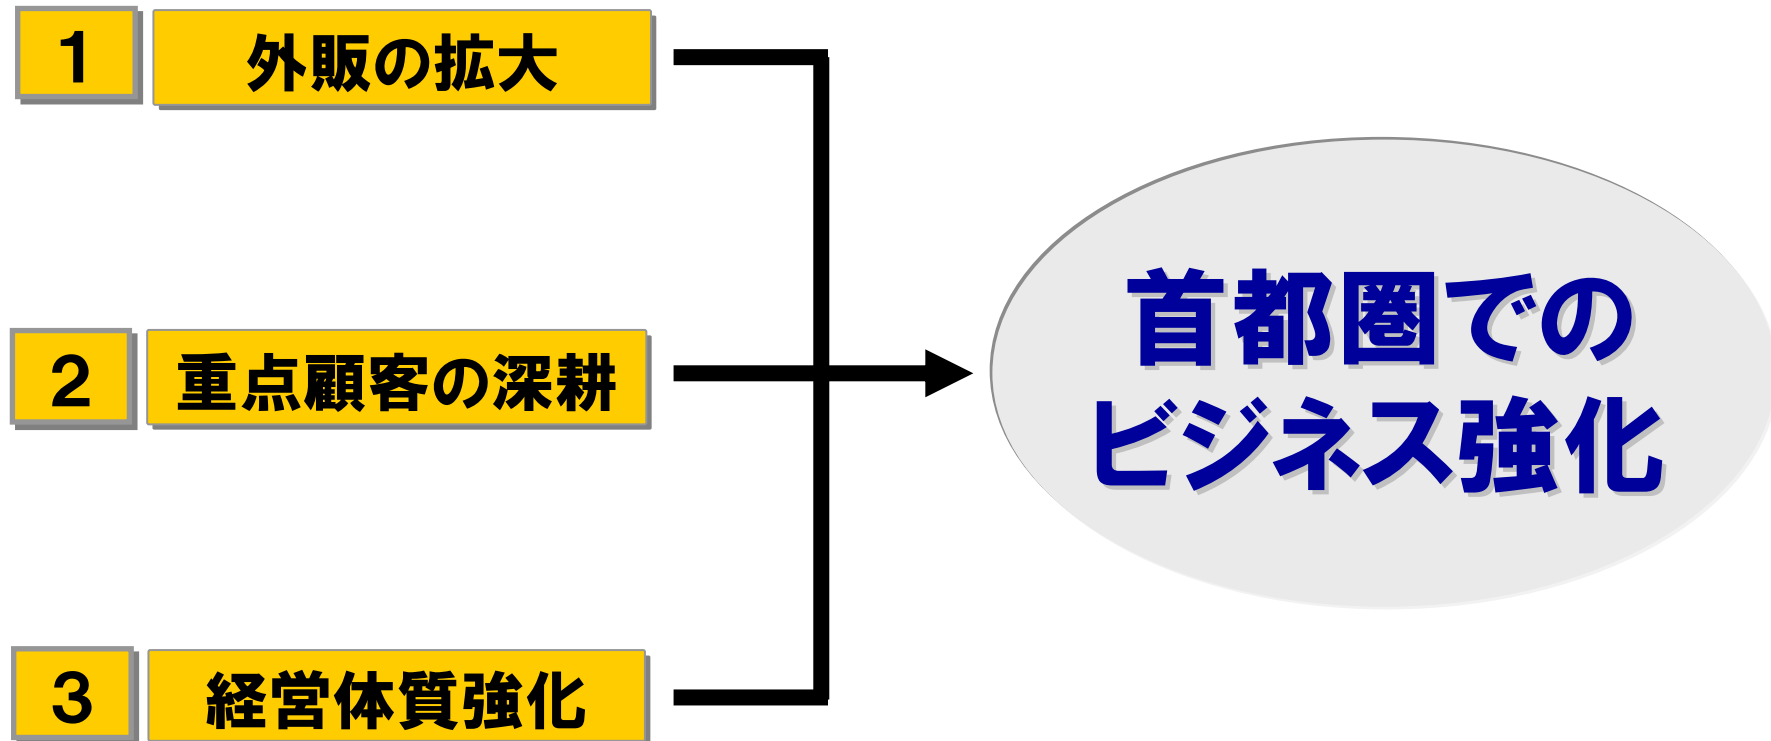 1 外販の拡大
2 重点顧客の深耕
3 経営体質強化
首都圏での
ビジネス強化